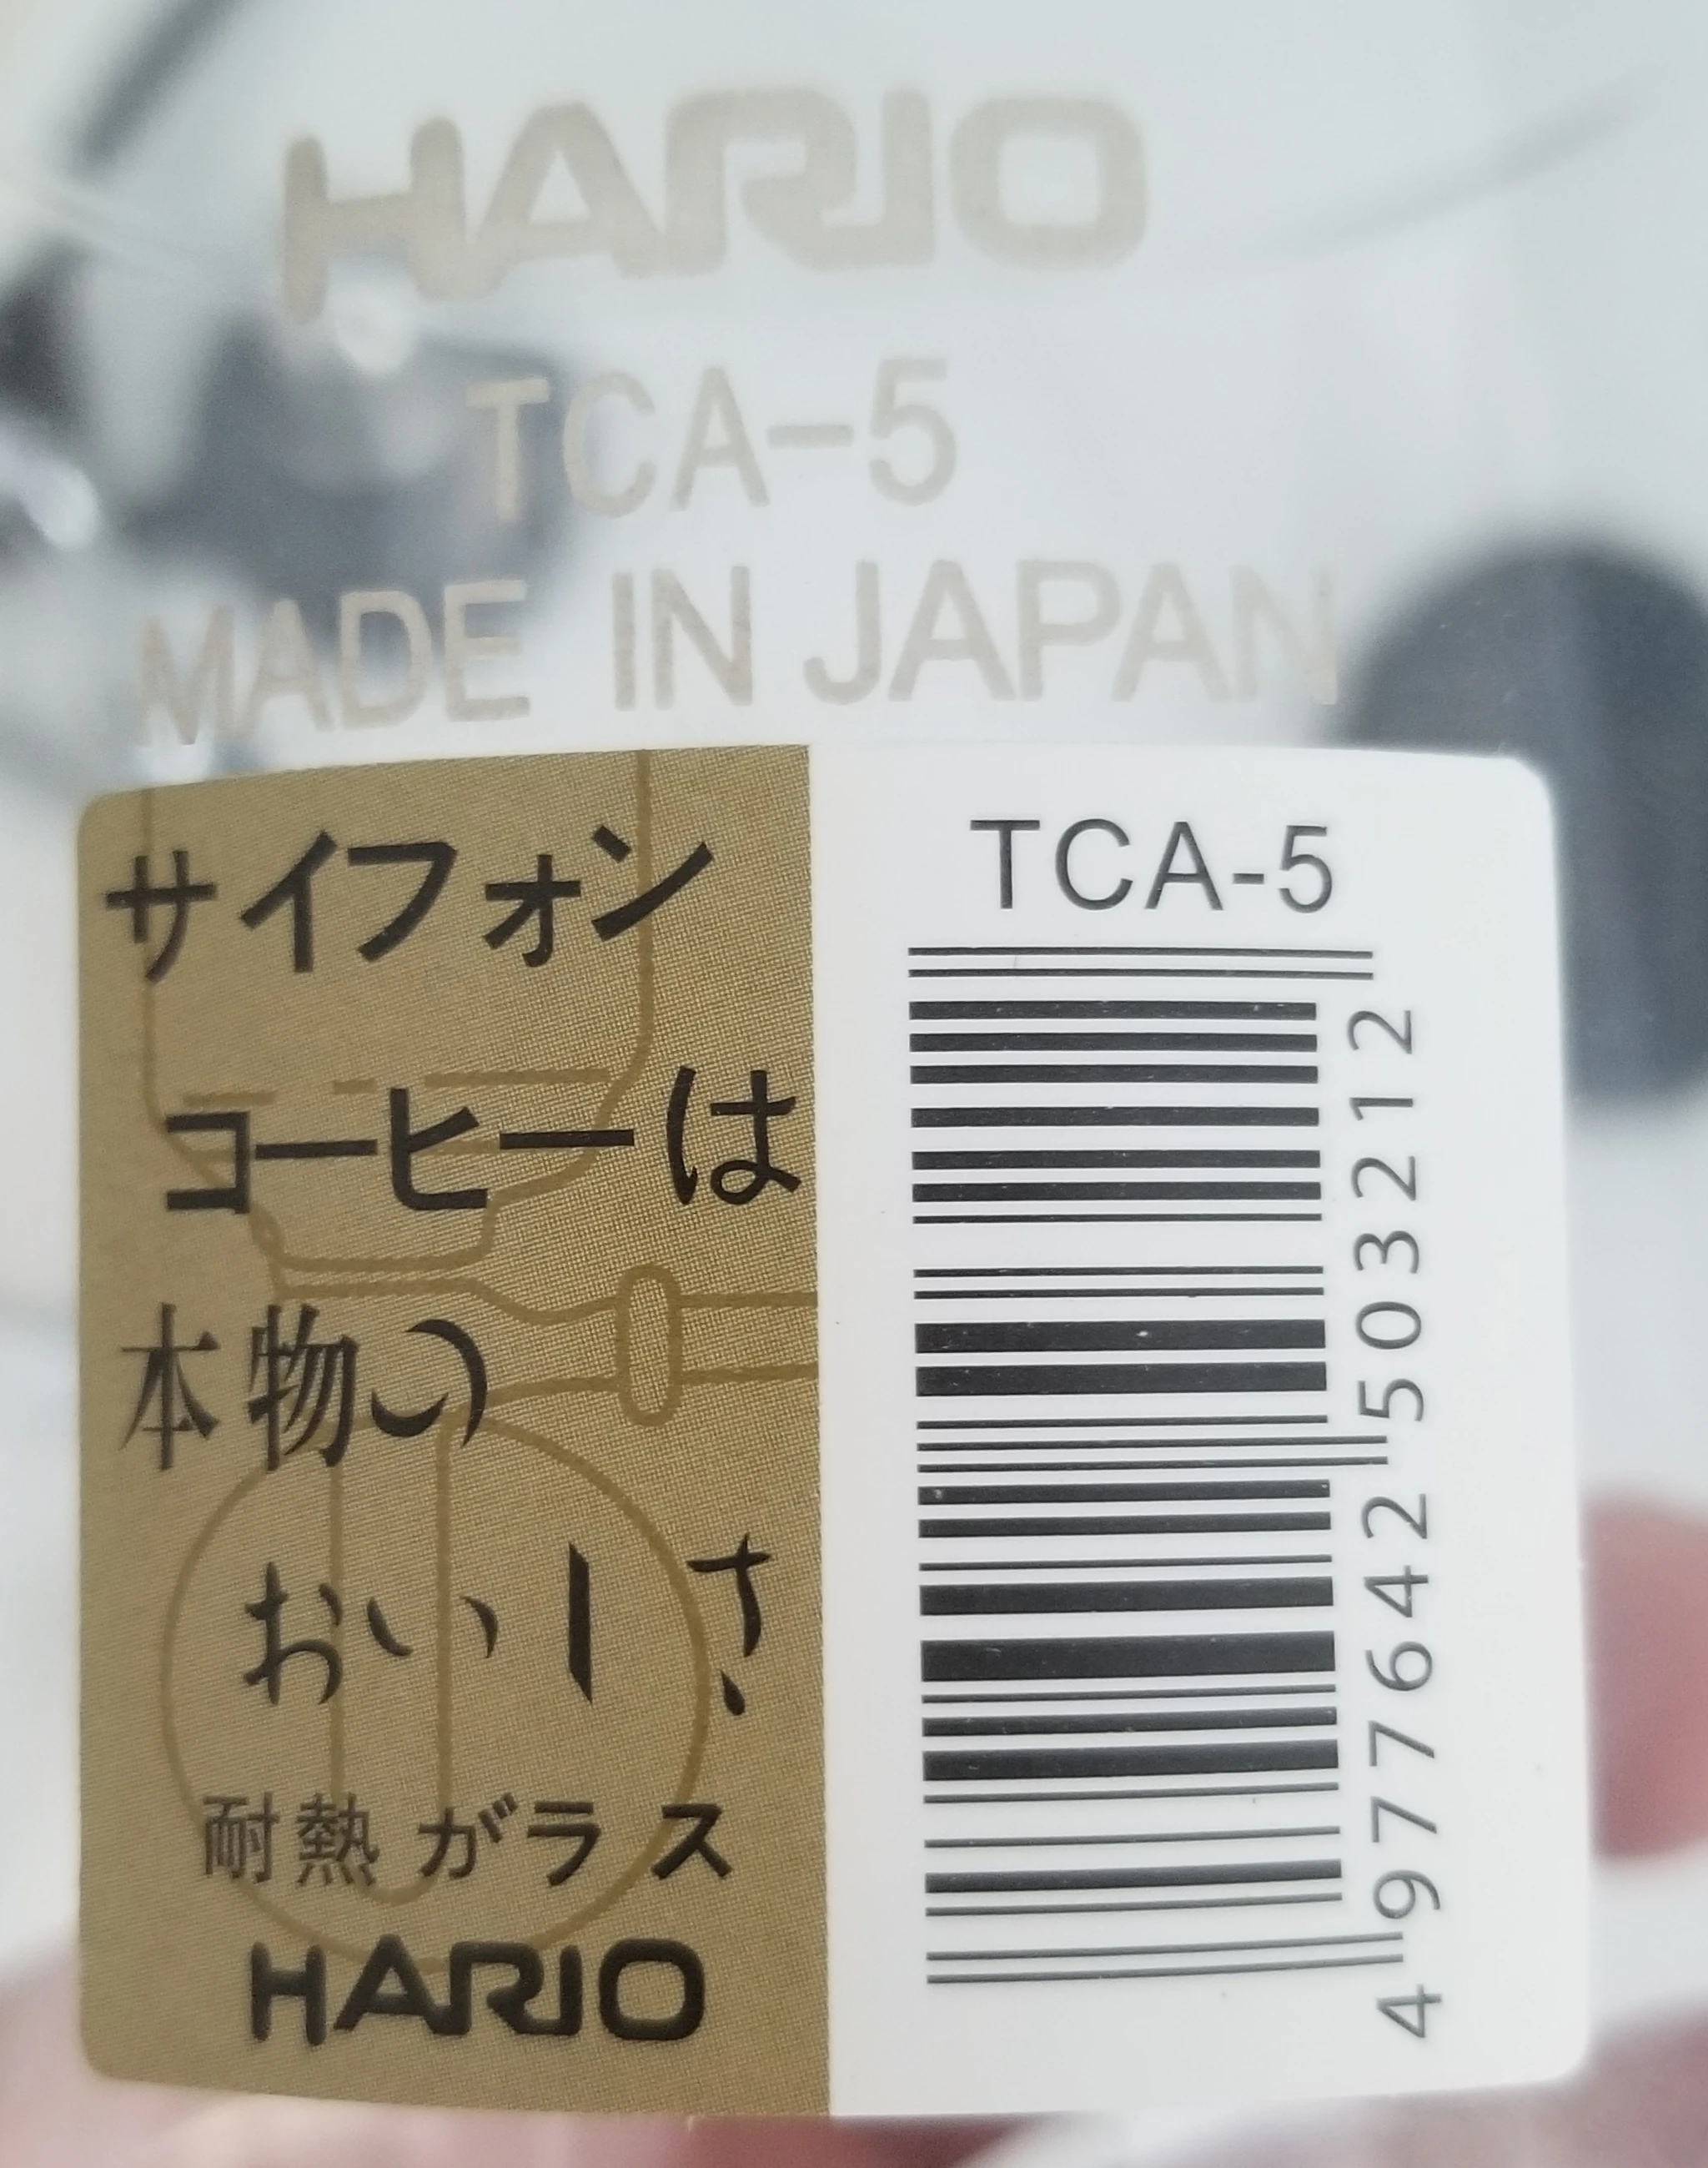 HARIO
TCA-5
MADE IN JAPAN
サイフォン
コーヒーは
本物の
おいしさ
耐熱ガラス
HARIO
TCA-5
4977642503212